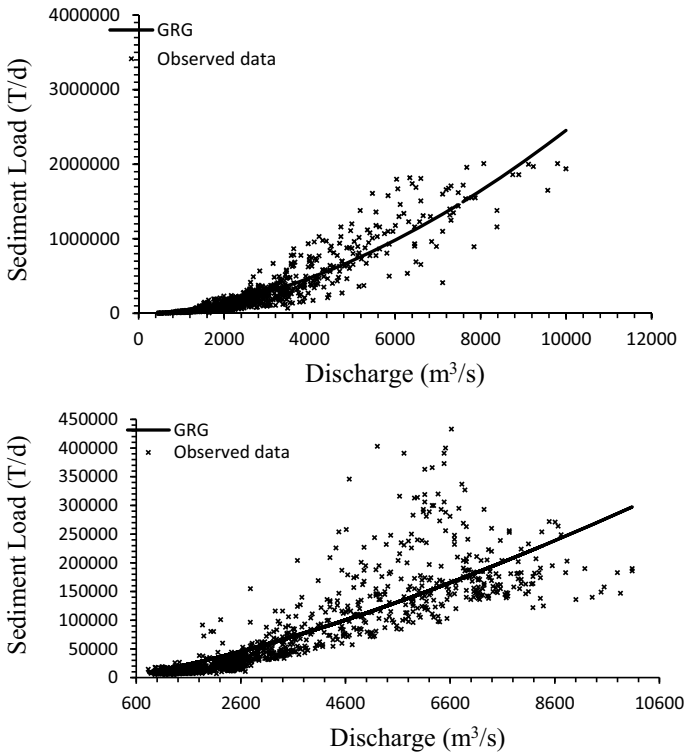 4000000
GRG
Observed data
3000000
2000000
1000000
0
Sediment Load (T/d)
0 2000 4000 6000 8000 10000 12000
Discharge (m³/s)
450000
GRG
400000
Observed data
350000
300000
250000
200000
150000
100000
50000
0
Sediment Load (T/d)
600 2600 4600 6600 8600 10600
Discharge (m³/s)